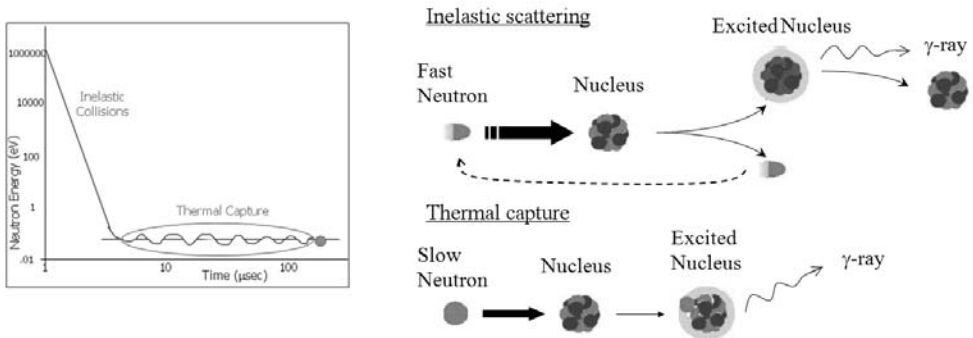 1000000
10000
100
1
.01
Neutron Energy (eV)
Inelastic
Collisions
Thermal Capture
1
10
100
Time (μsec)
Inelastic scattering
Excited Nucleus
γ-ray
Fast
Neutron
Nucleus
Thermal capture
Slow
Neutron
Nucleus
Excited
Nucleus
γ-ray